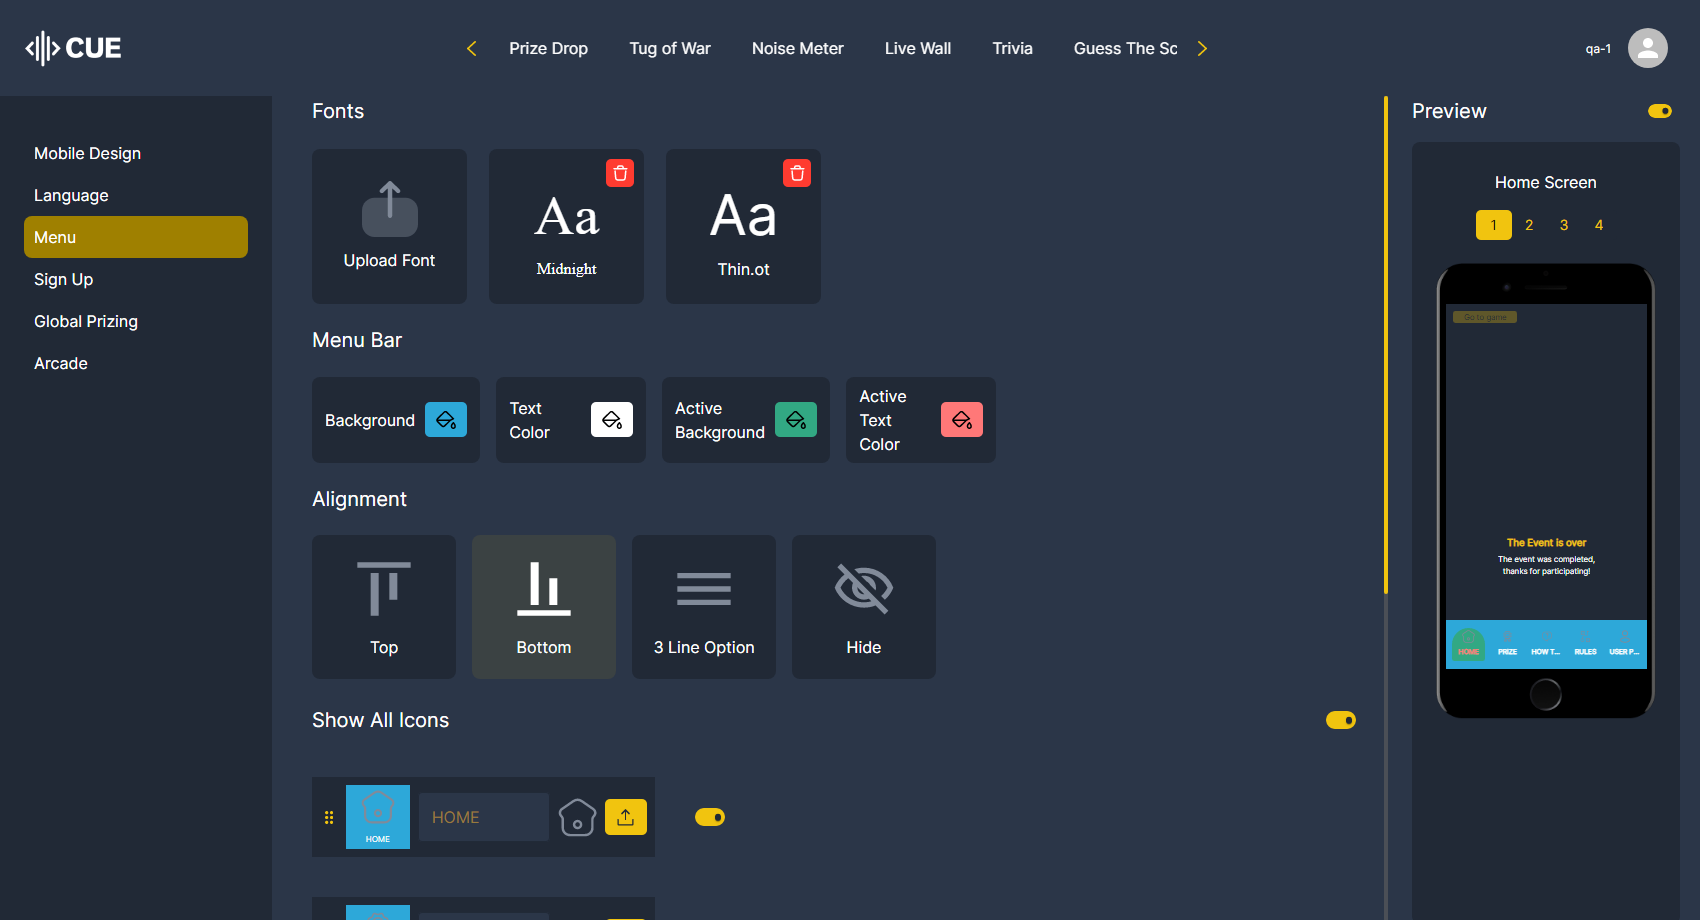 CUE
Prize Drop
Tug of War
Noise Meter
Live Wall
Trivia
Guess The Sc
qa-1
Mobile Design
Language
Menu
Sign Up
Global Prizing
Arcade
Fonts
Upload Font
Aa
Midnight
Aa
Thin.ot
Menu Bar
Background
Text
Color
Active
Background
Active
Text
Color
Alignment
Top
Bottom
3 Line Option
Hide
Show All Icons
HOME
HOME
Preview
Home Screen
1 2 3 4
Go to game
The Event is over
The event was completed,
thanks for participating!
HOME
PRIZE
HOW T...
RULES
USER P...